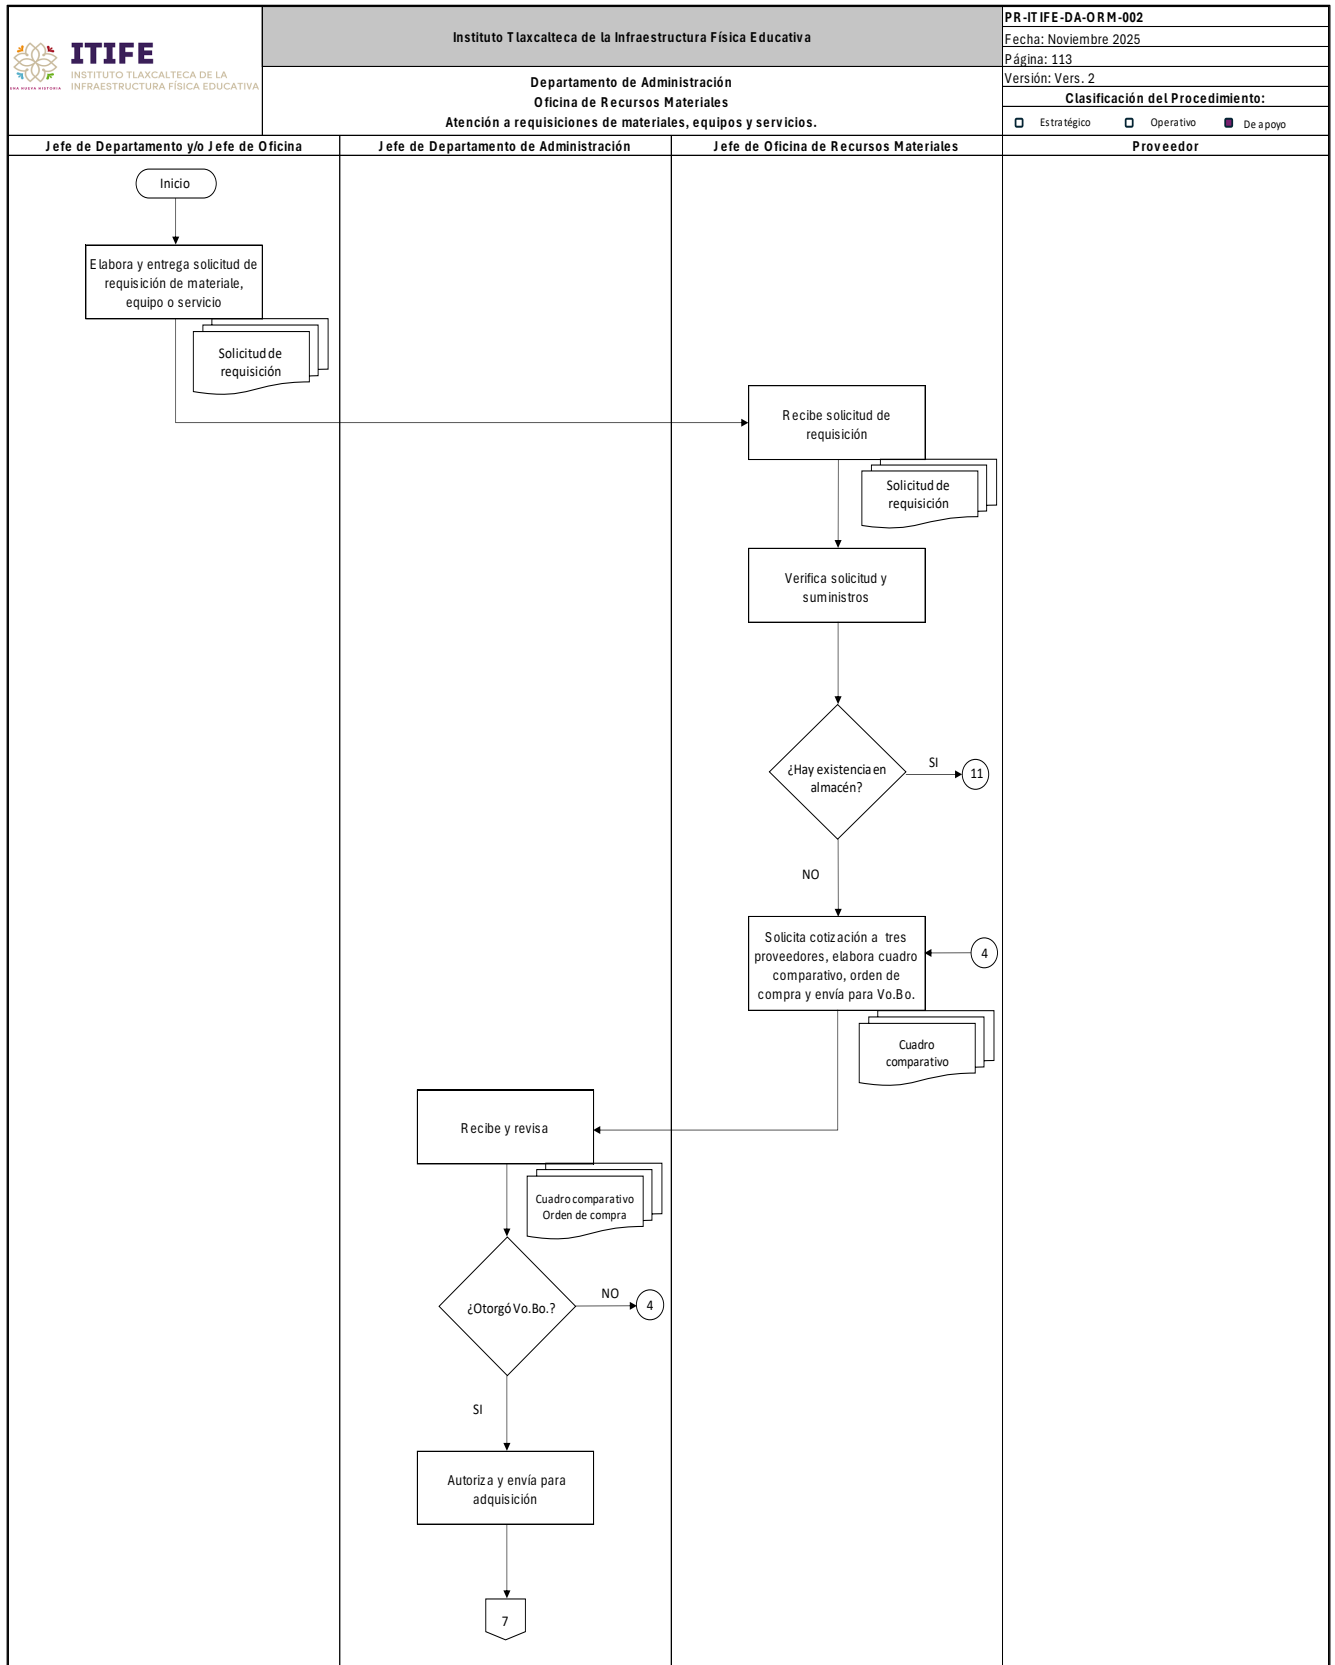 ITIFE
INSTITUTO TLAXCALTECA DE LA
INFRAESTRUCTURA FÍSICA EDUCATIVA
UNA NUEVA HISTORIA
Instituto Tlaxcalteca de la Infraestructura Física Educativa
Departamento de Administración
Oficina de Recursos Materiales
Atención a requisiciones de materiales, equipos y servicios.
PR-ITIFE-DA-ORM-002
Fecha: Noviembre 2025
Página: 113
Versión: Vers. 2
Clasificación del Procedimiento:
Estratégico Operativo De apoyo
Jefe de Departamento y/o Jefe de Oficina
Jefe de Departamento de Administración
Jefe de Oficina de Recursos Materiales
Proveedor
Inicio
Elabora y entrega solicitud de
requisición de materiale,
equipo o servicio
Solicitud de
requisición
Recibe solicitud de
requisición
Solicitud de
requisición
Verifica solicitud y
suministros
¿Hay existencia en
almacén?
SI
11
NO
Solicita cotización a tres
proveedores, elabora cuadro
comparativo, orden de
compra y envía para Vo.Bo.
4
Cuadro
comparativo
Recibe y revisa
Cuadro comparativo
Orden de compra
¿Otorgó Vo.Bo.?
NO
4
SI
Autoriza y envía para
adquisición
7